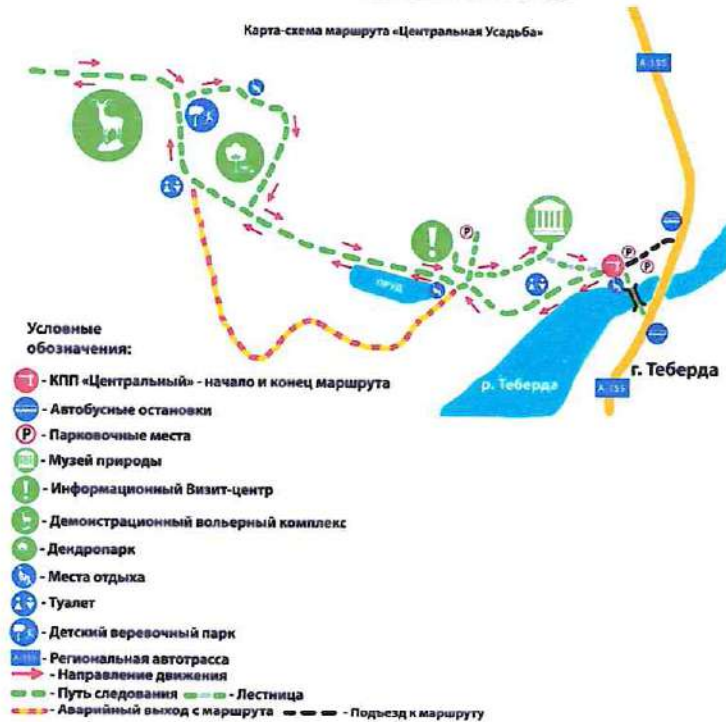 Карта-схема маршрута «Центральная Усадьба»
А-155
Р
Р
Р
ПРУД
р. Теберда
г. Теберда
А-155
Условные
обозначения:
- КПП «Центральный» - начало и конец маршрута
- Автобусные остановки
Р - Парковочные места
- Музей природы
- Информационный Визит-центр
- Демонстрационный вольерный комплекс
- Дендропарк
- Места отдыха
- Туалет
- Детский веревочный парк
А-155 - Региональная автотрасса
- Направление движения
- Путь следования - Лестница
- Аварийный выход с маршрута - Подъезд к маршруту